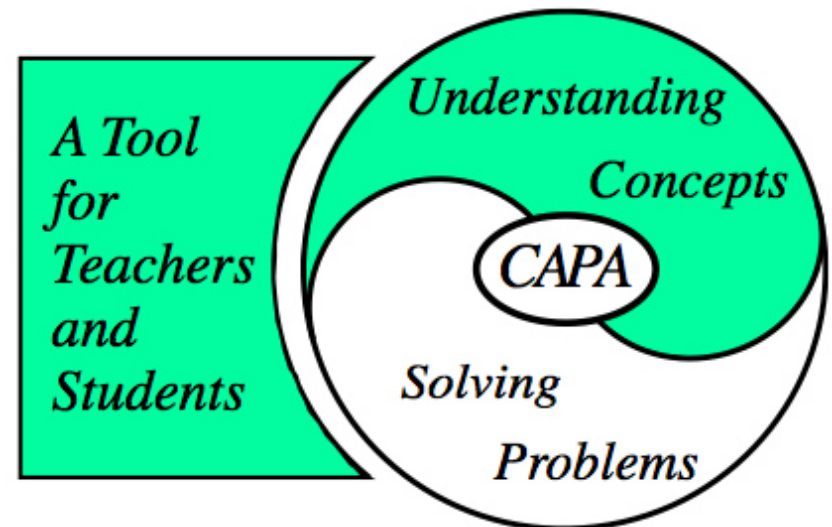 A Tool
for
Teachers
and
Students
Understanding
Concepts
CAPA
Solving
Problems